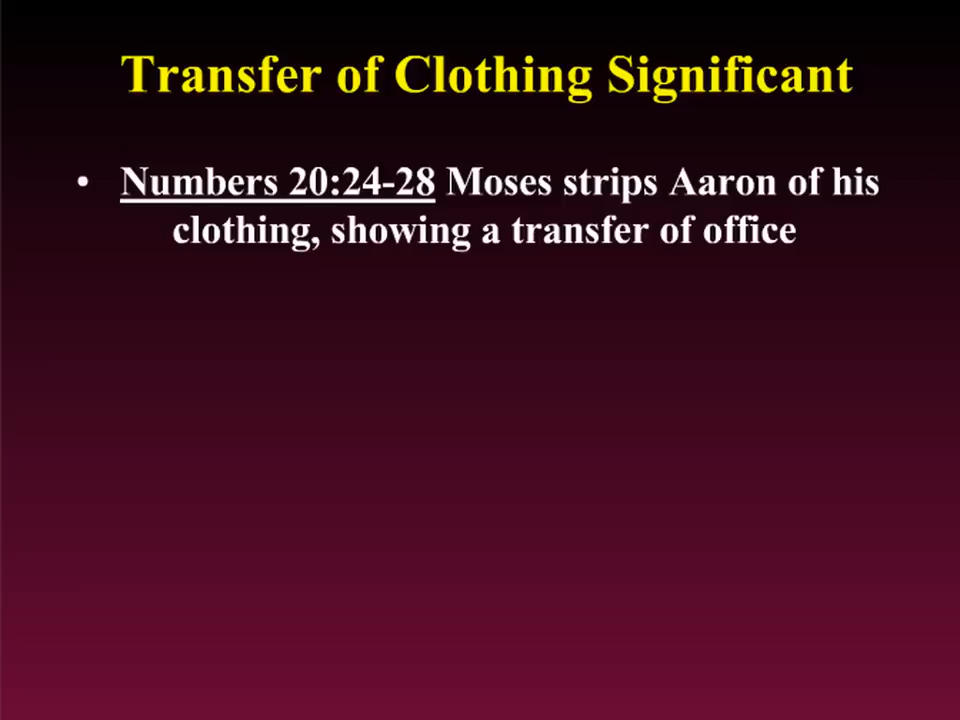 Transfer of Clothing Significant
• Numbers 20:24-28 Moses strips Aaron of his
clothing, showing a transfer of office